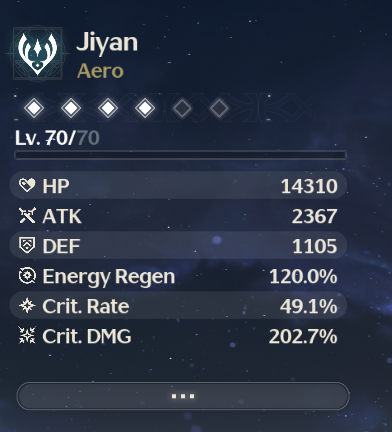 Jiyan
Aero
Lv. 70/70
HP 14310
ATK 2367
DEF 1105
Energy Regen 120.0%
Crit. Rate 49.1%
Crit. DMG 202.7%
...